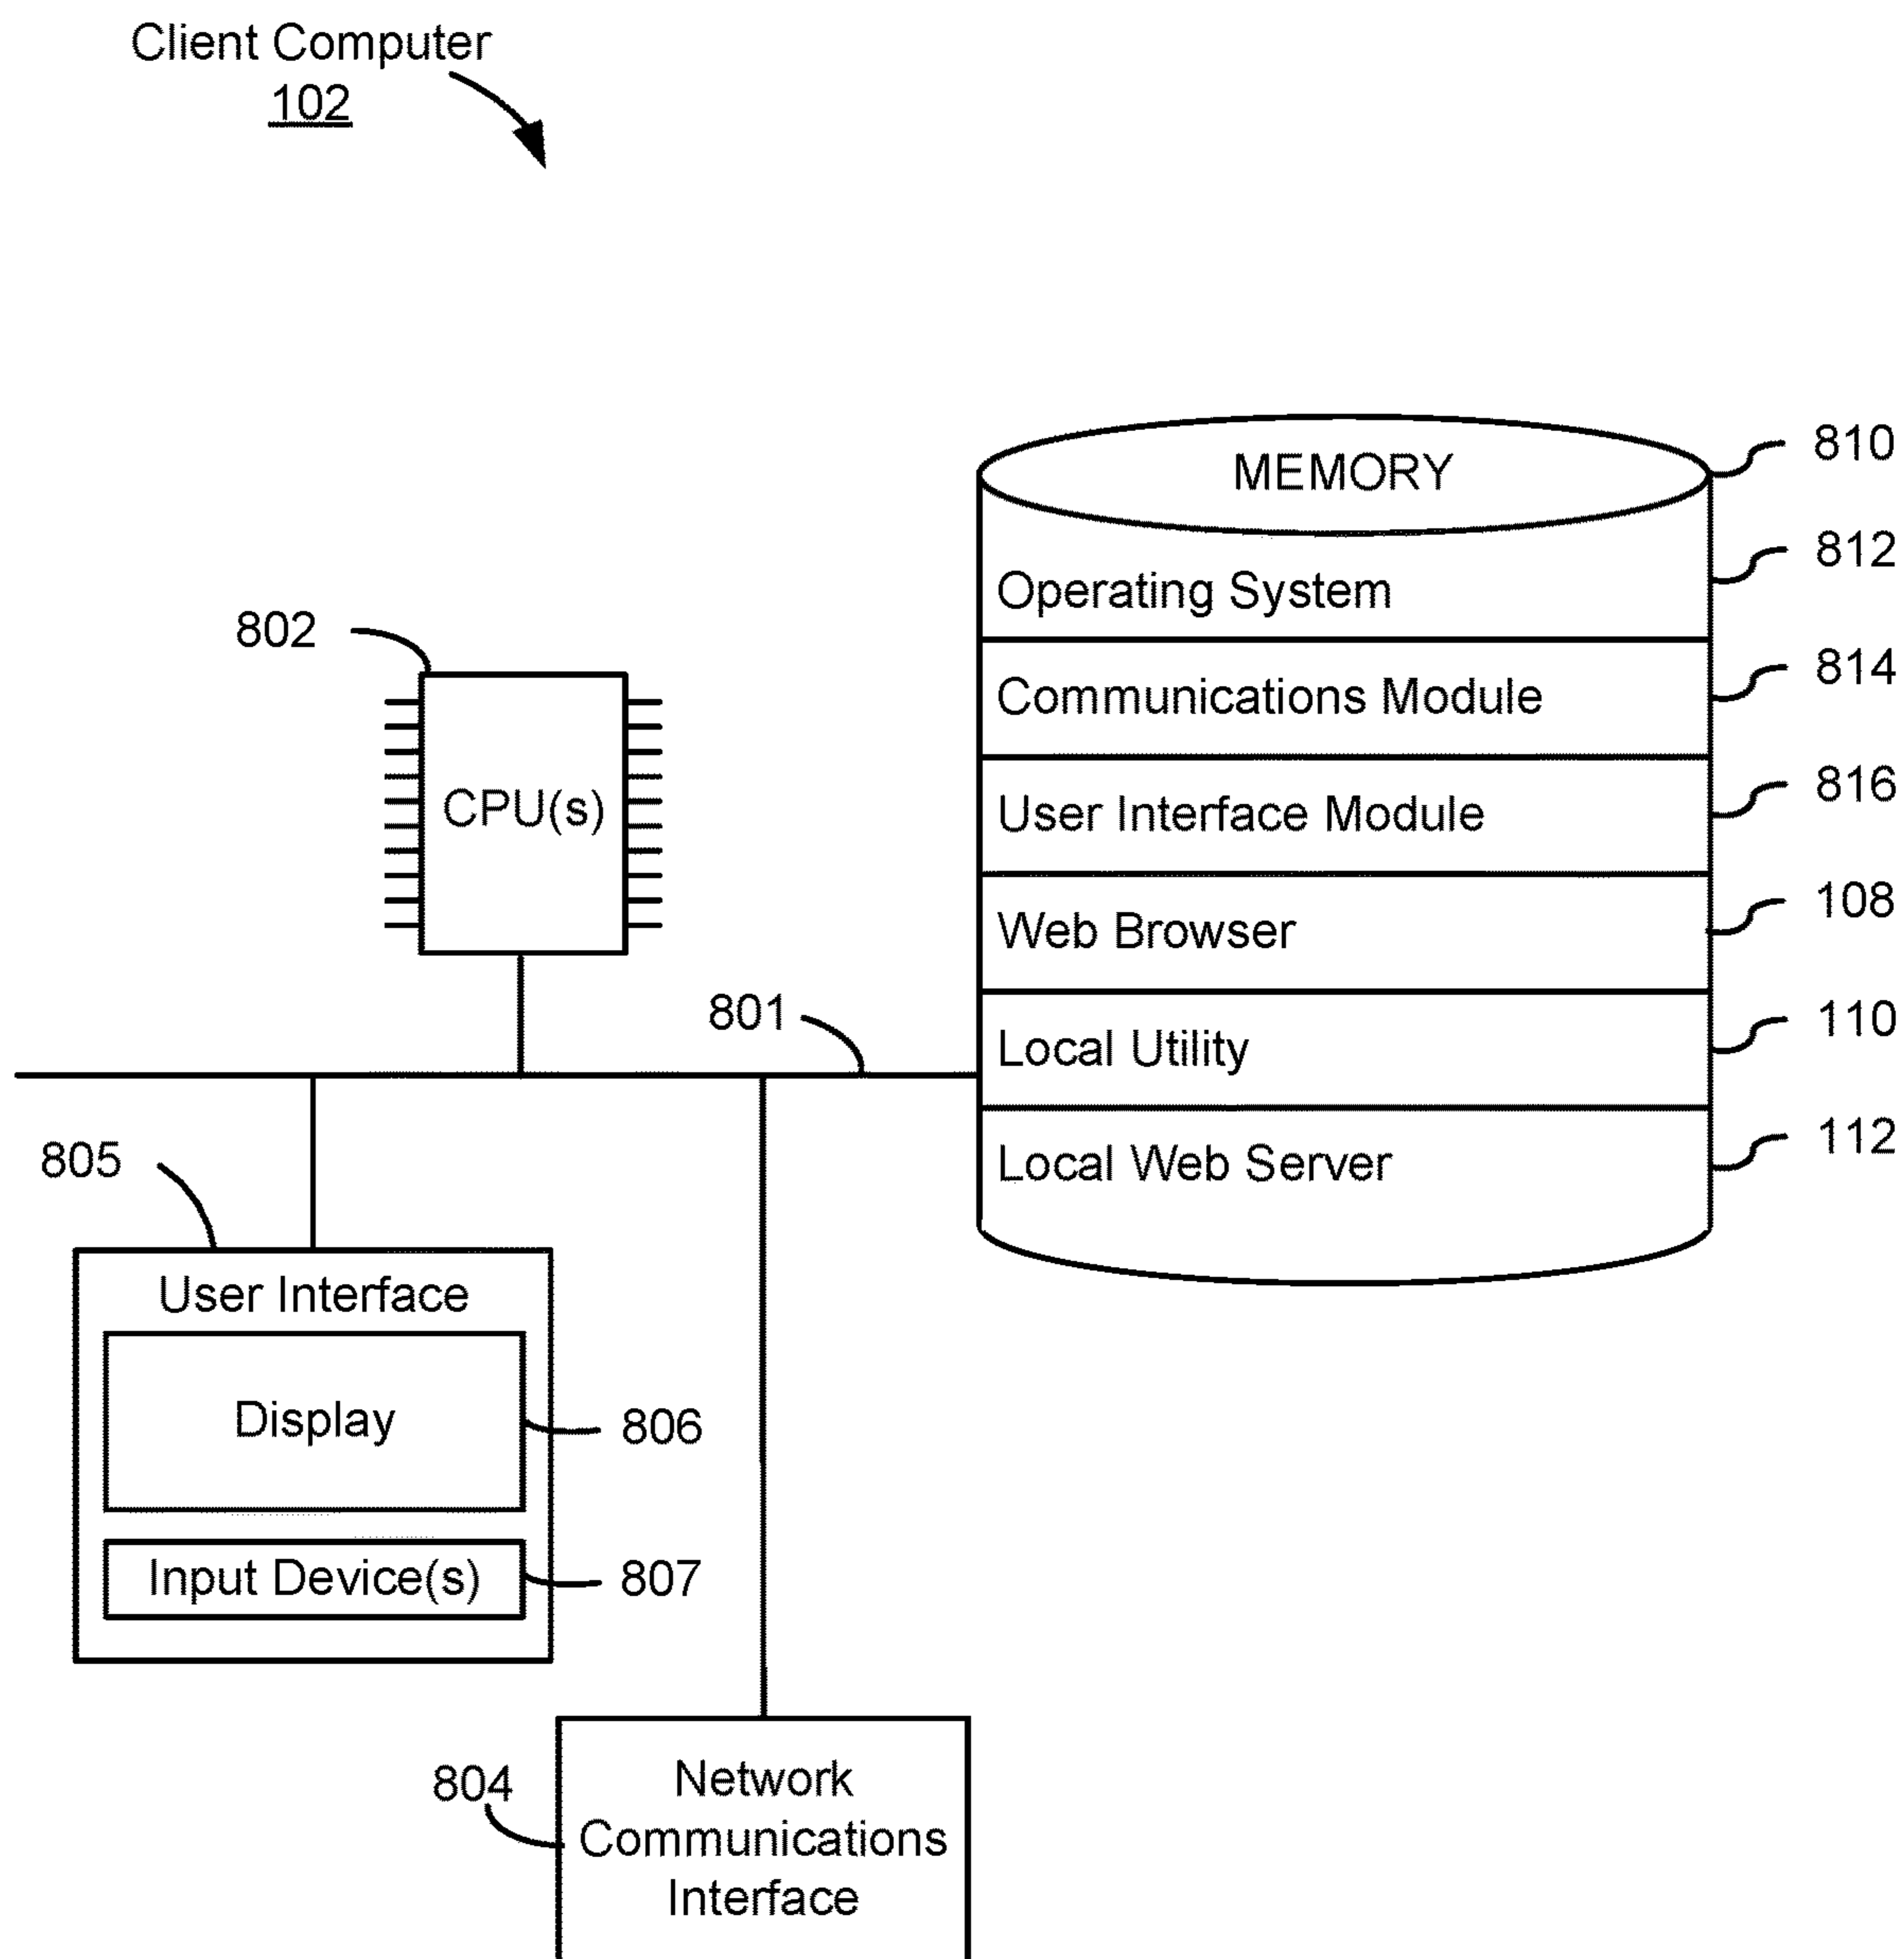 Client Computer
102
MEMORY
810
Operating System
812
802
Communications Module
814
CPU(s)
User Interface Module
816
Web Browser
108
801
Local Utility
110
805
Local Web Server
112
User Interface
Display
806
Input Device(s)
807
804
Network
Communications
Interface